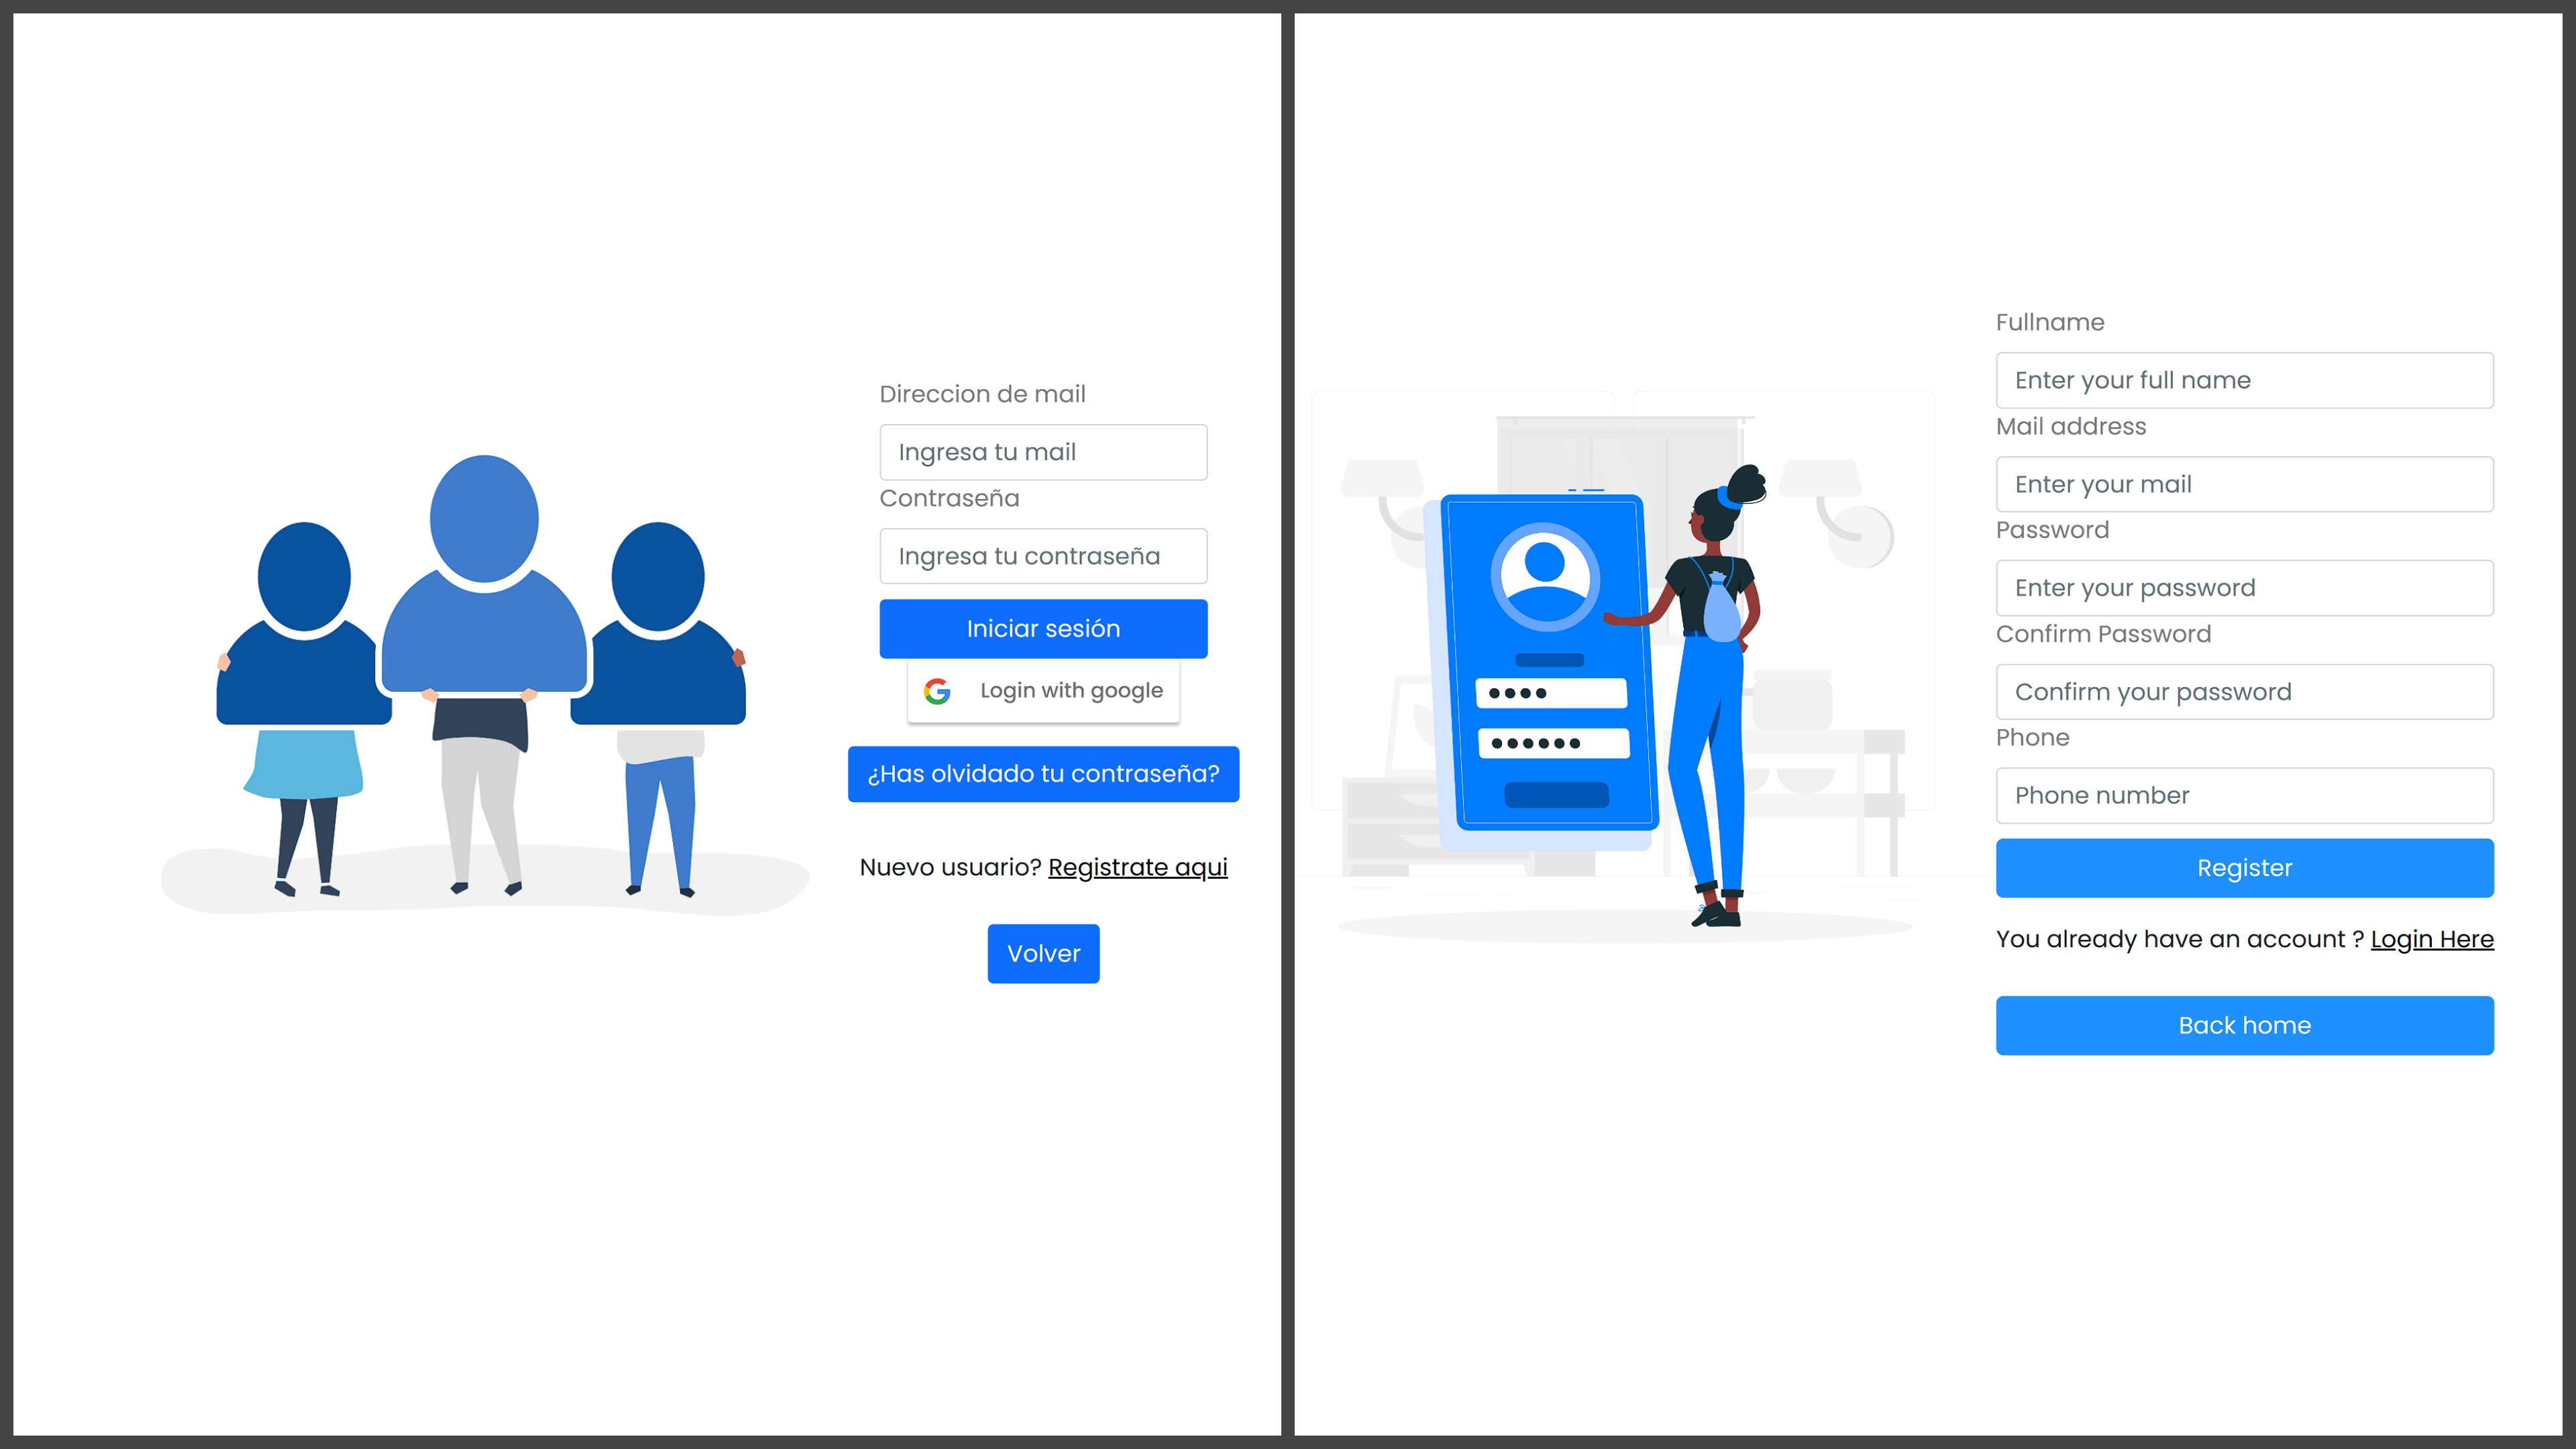 Direccion de mail
Ingresa tu mail
Contraseña
Ingresa tu contraseña
Iniciar sesión
Login with google
¿Has olvidado tu contraseña?
Nuevo usuario? Registrate aqui
Volver
Fullname
Enter your full name
Mail address
Enter your mail
Password
Enter your password
Confirm Password
Confirm your password
Phone
Phone number
Register
You already have an account ? Login Here
Back home